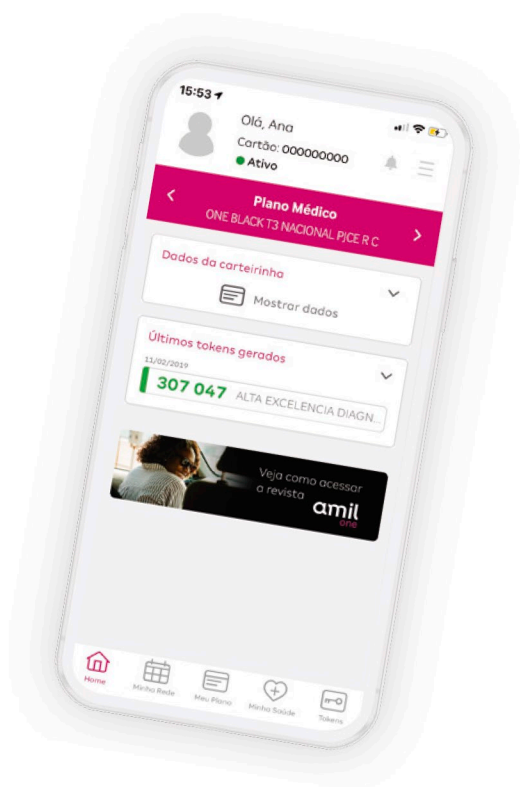 15:53
Olá, Ana
Cartão: 000000000
Ativo
Plano Médico
ONE BLACK T3 NACIONAL PJCE R C
Dados da carteirinha
Mostrar dados
Últimos tokens gerados
11/02/2019
307 047 ALTA EXCELENCIA DIAGN...
Veja como acessar
a revista
amil
one
Home
Minha Rede
Meu Plano
Minha Saúde
Tokens